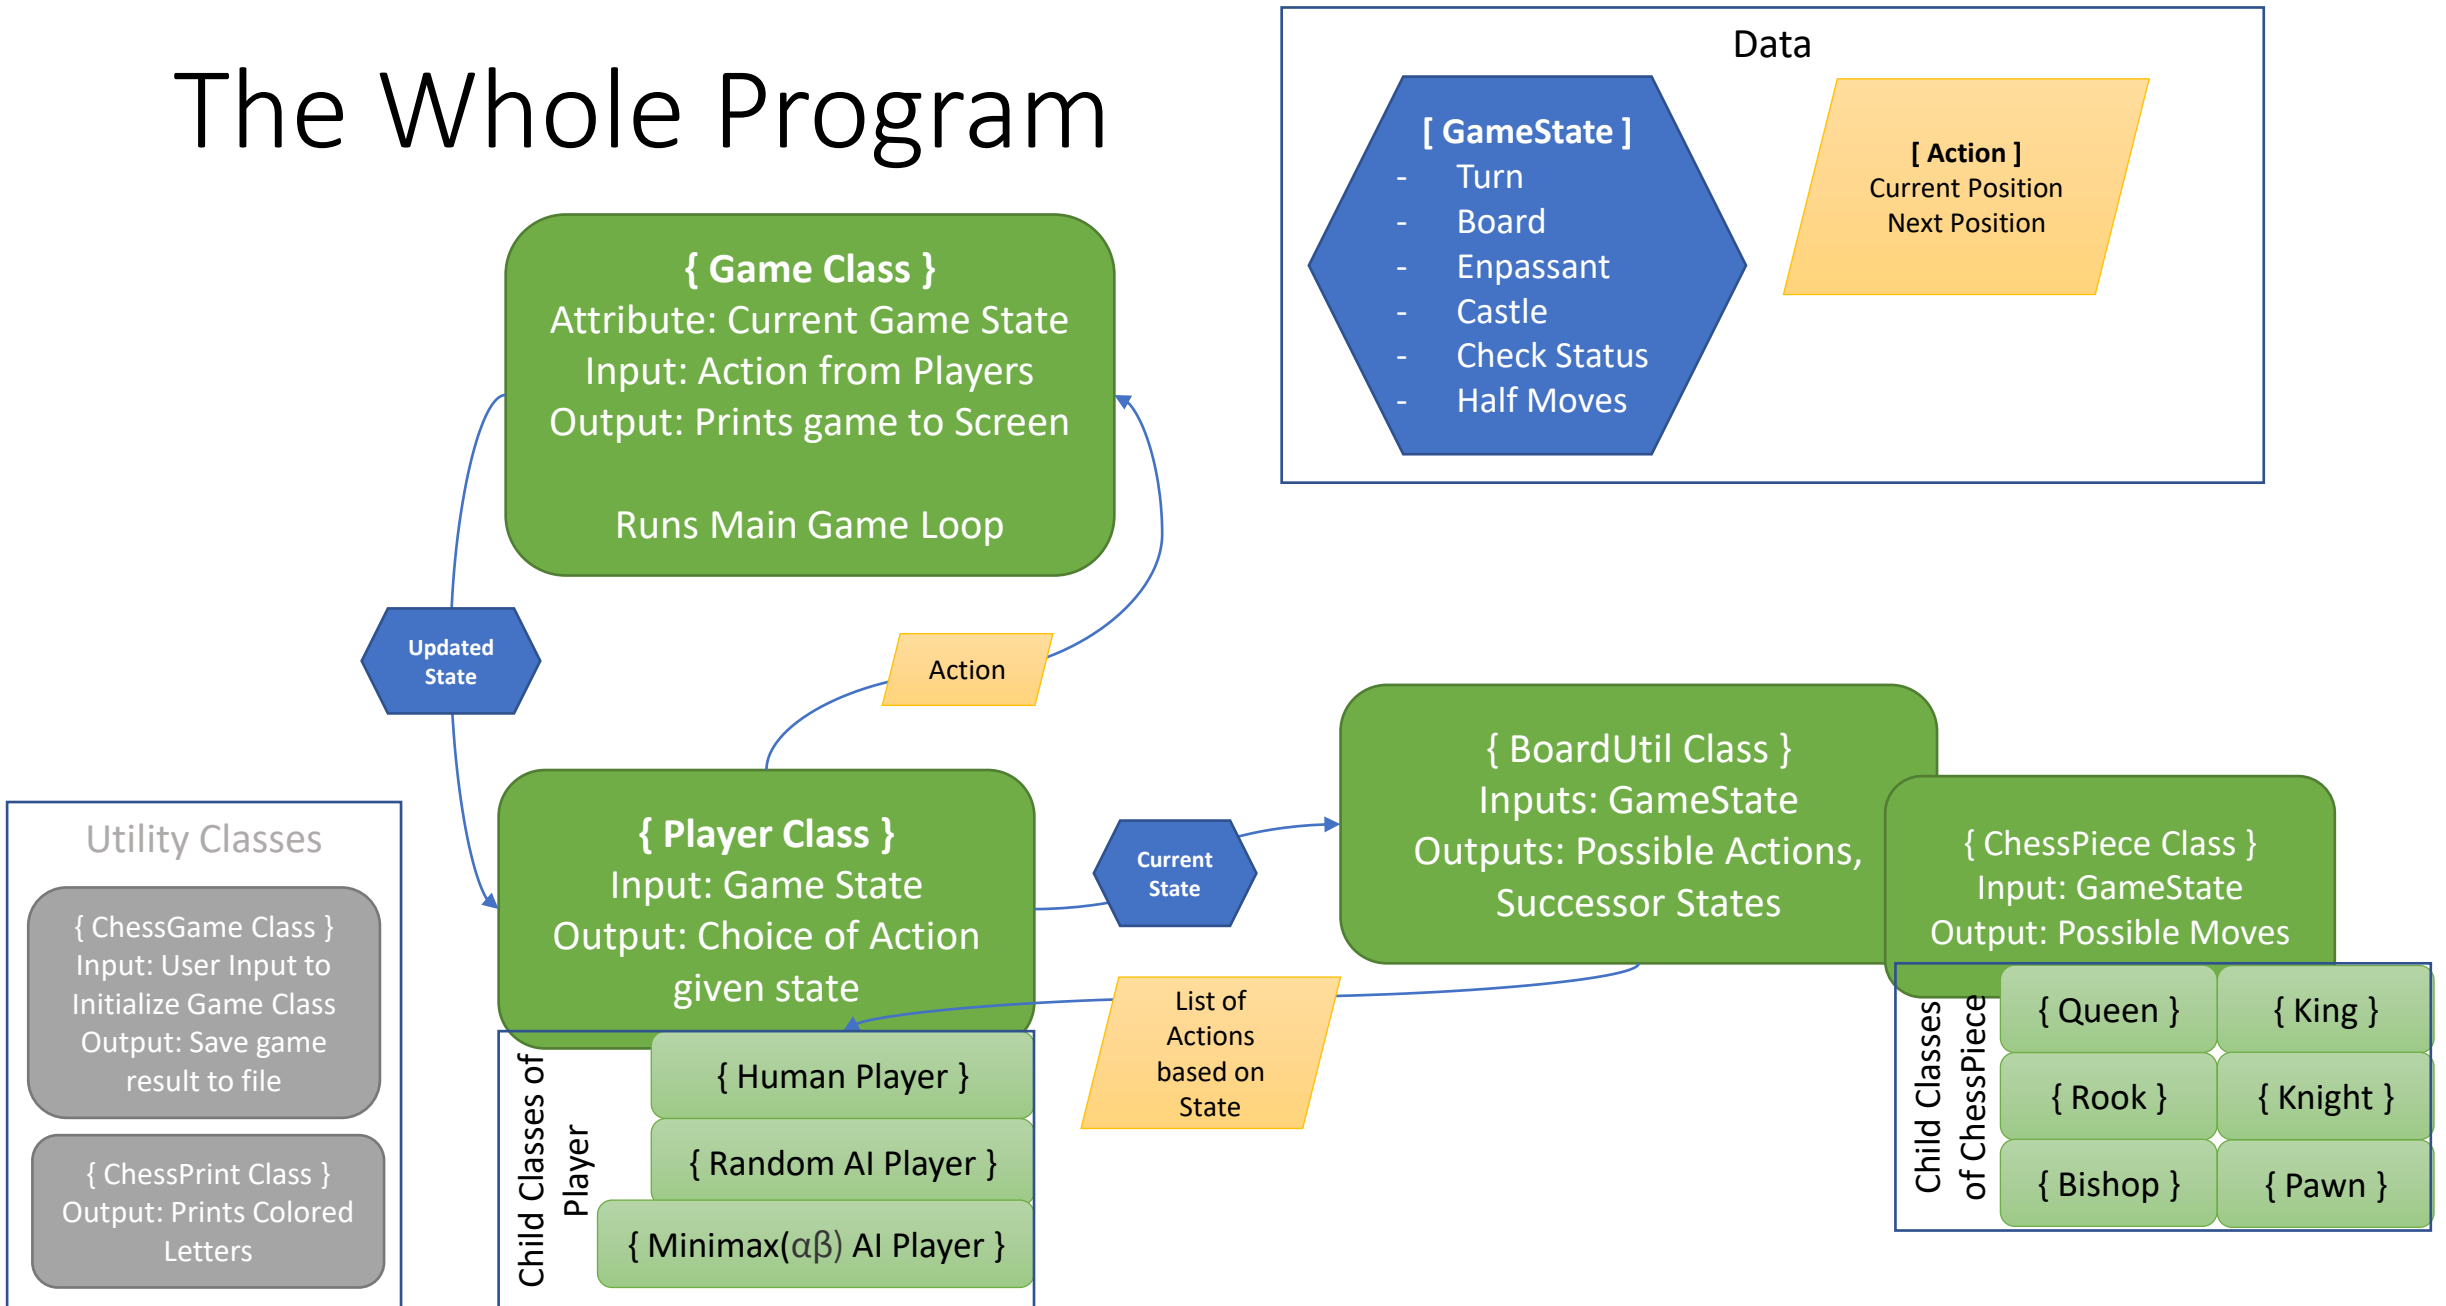 The Whole Program
Data
[ GameState ]
- Turn
- Board
- Enpassant
- Castle
- Check Status
- Half Moves
[ Action ]
Current Position
Next Position
{ Game Class }
Attribute: Current Game State
Input: Action from Players
Output: Prints game to Screen
Runs Main Game Loop
Updated
State
Action
{ Player Class }
Input: Game State
Output: Choice of Action
given state
Child Classes of
Player
{ Human Player }
{ Random AI Player }
{ Minimax(αβ) AI Player }
Current
State
List of
Actions
based on
State
{ BoardUtil Class }
Inputs: GameState
Outputs: Possible Actions,
Successor States
{ ChessPiece Class }
Input: GameState
Output: Possible Moves
Child Classes
of ChessPiece
{ Queen }
{ King }
{ Rook }
{ Knight }
{ Bishop }
{ Pawn }
Utility Classes
{ ChessGame Class }
Input: User Input to
Initialize Game Class
Output: Save game
result to file
{ ChessPrint Class }
Output: Prints Colored
Letters